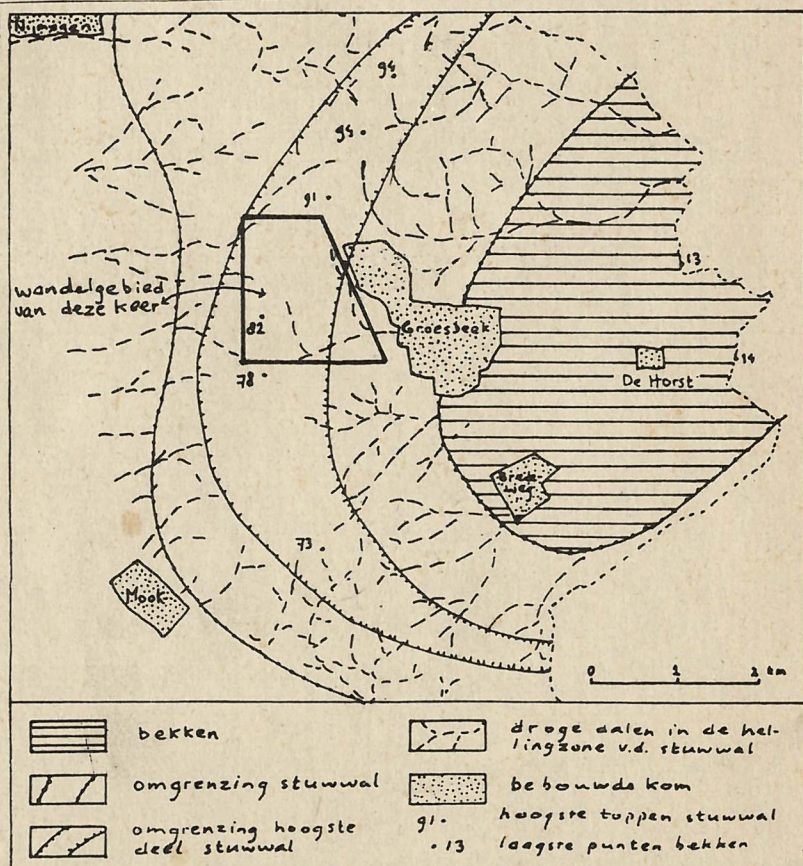 Nijmegen
94
95.
91.
wandelgebied
van deze keer
82
78.
Groesbeek
13
14
De Horst
Brede
weg
73.
Mook
0 1 2 km
bekken
omgrenzing stuwwal
omgrenzing hoogste
deel stuwwal
droge dalen in de hel-
lingzone v.d. stuwwal
bebouwde kom
91. hoogste toppen stuwwal
.13 laagste punten bekken